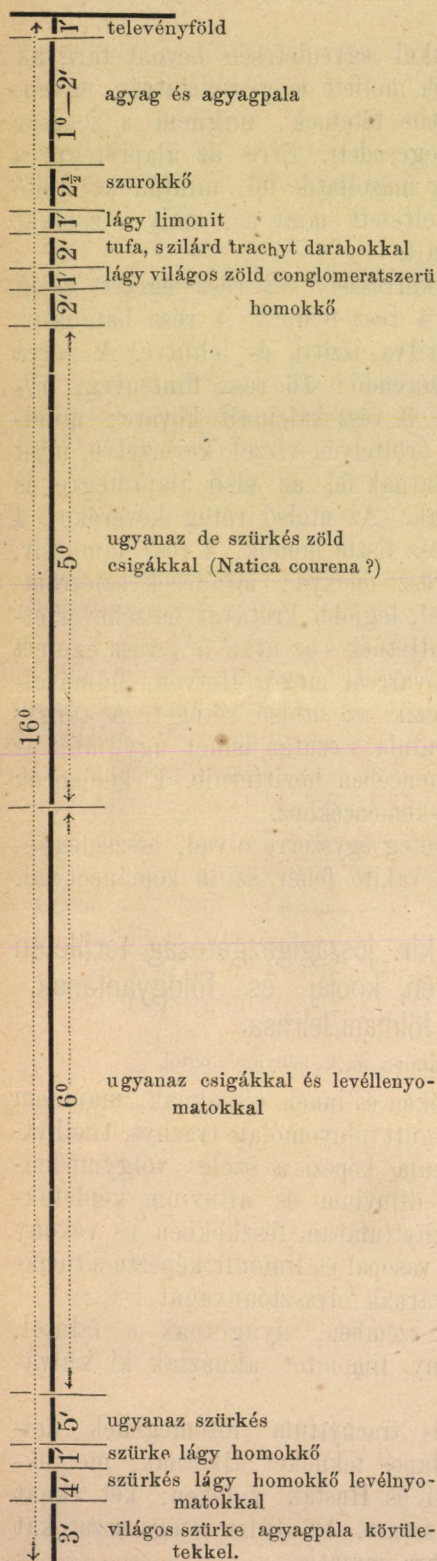 1′ televényföld
1⁰—2′ agyag és agyagpala
2½ szurokkő
1′ lágy limonit
2′ tufa, szilárd trachyt darabokkal
1′ lágy világos zöld conglomeratszerü
2′ homokkő
5⁰ ugyanaz de szürkés zöld
csigákkal (Natica courena ?)
16⁰
6⁰ ugyanaz csigákkal és levéllenyo-
matokkal
5′ ugyanaz szürkés
1′ szürke lágy homokkő
4′ szürkés lágy homokkő levélnyo-
matokkal
3′ világos szürke agyagpala kövüle-
tekkel.